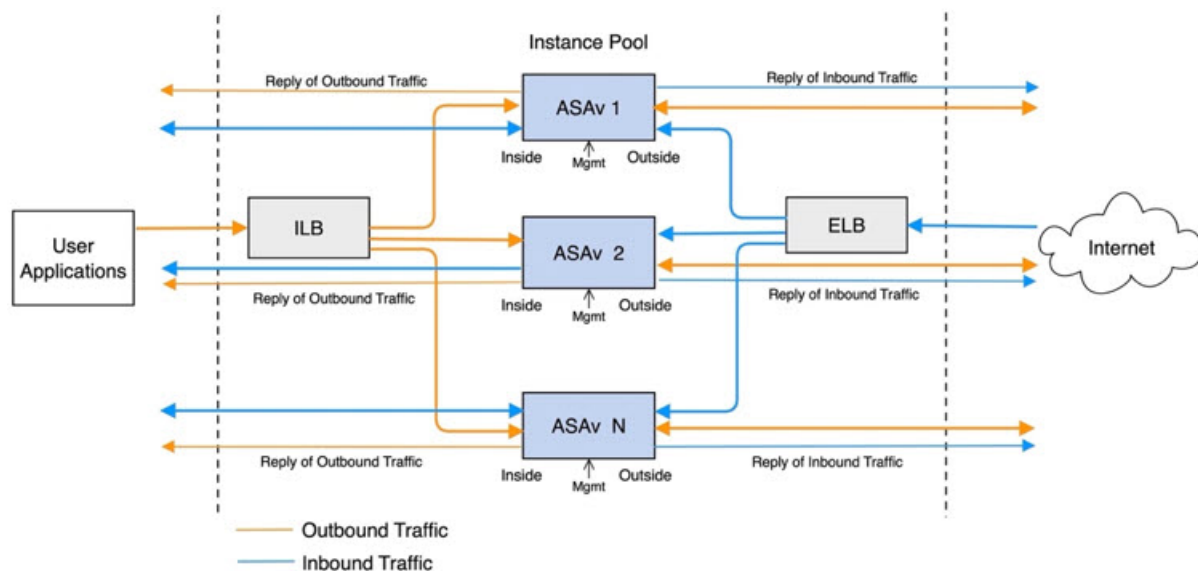 Instance Pool
Reply of Outbound Traffic
Reply of Inbound Traffic
ASAv 1
Inside
Mgmt
Outside
User
Applications
ILB
ASAv 2
ELB
Internet
Reply of Outbound Traffic
Reply of Inbound Traffic
Inside
Mgmt
Outside
ASAv N
Reply of Outbound Traffic
Reply of Inbound Traffic
Inside
Mgmt
Outside
Outbound Traffic
Inbound Traffic